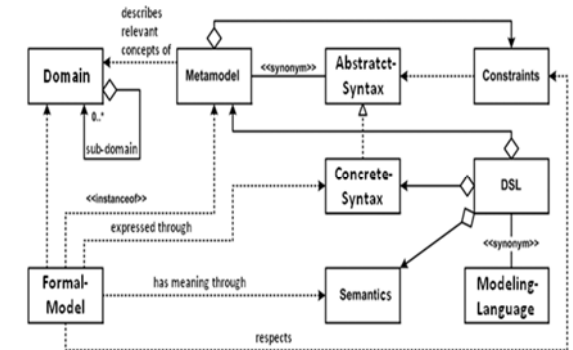 describes
relevant
concepts of
Domain
Metamodel
<<synonym>>
Abstratct-
Syntax
Constraints
0..*
sub-domain
<<instanceof>>
Concrete-
Syntax
DSL
expressed through
<<synonym>>
Formal-
Model
has meaning through
Semantics
Modeling-
Language
respects